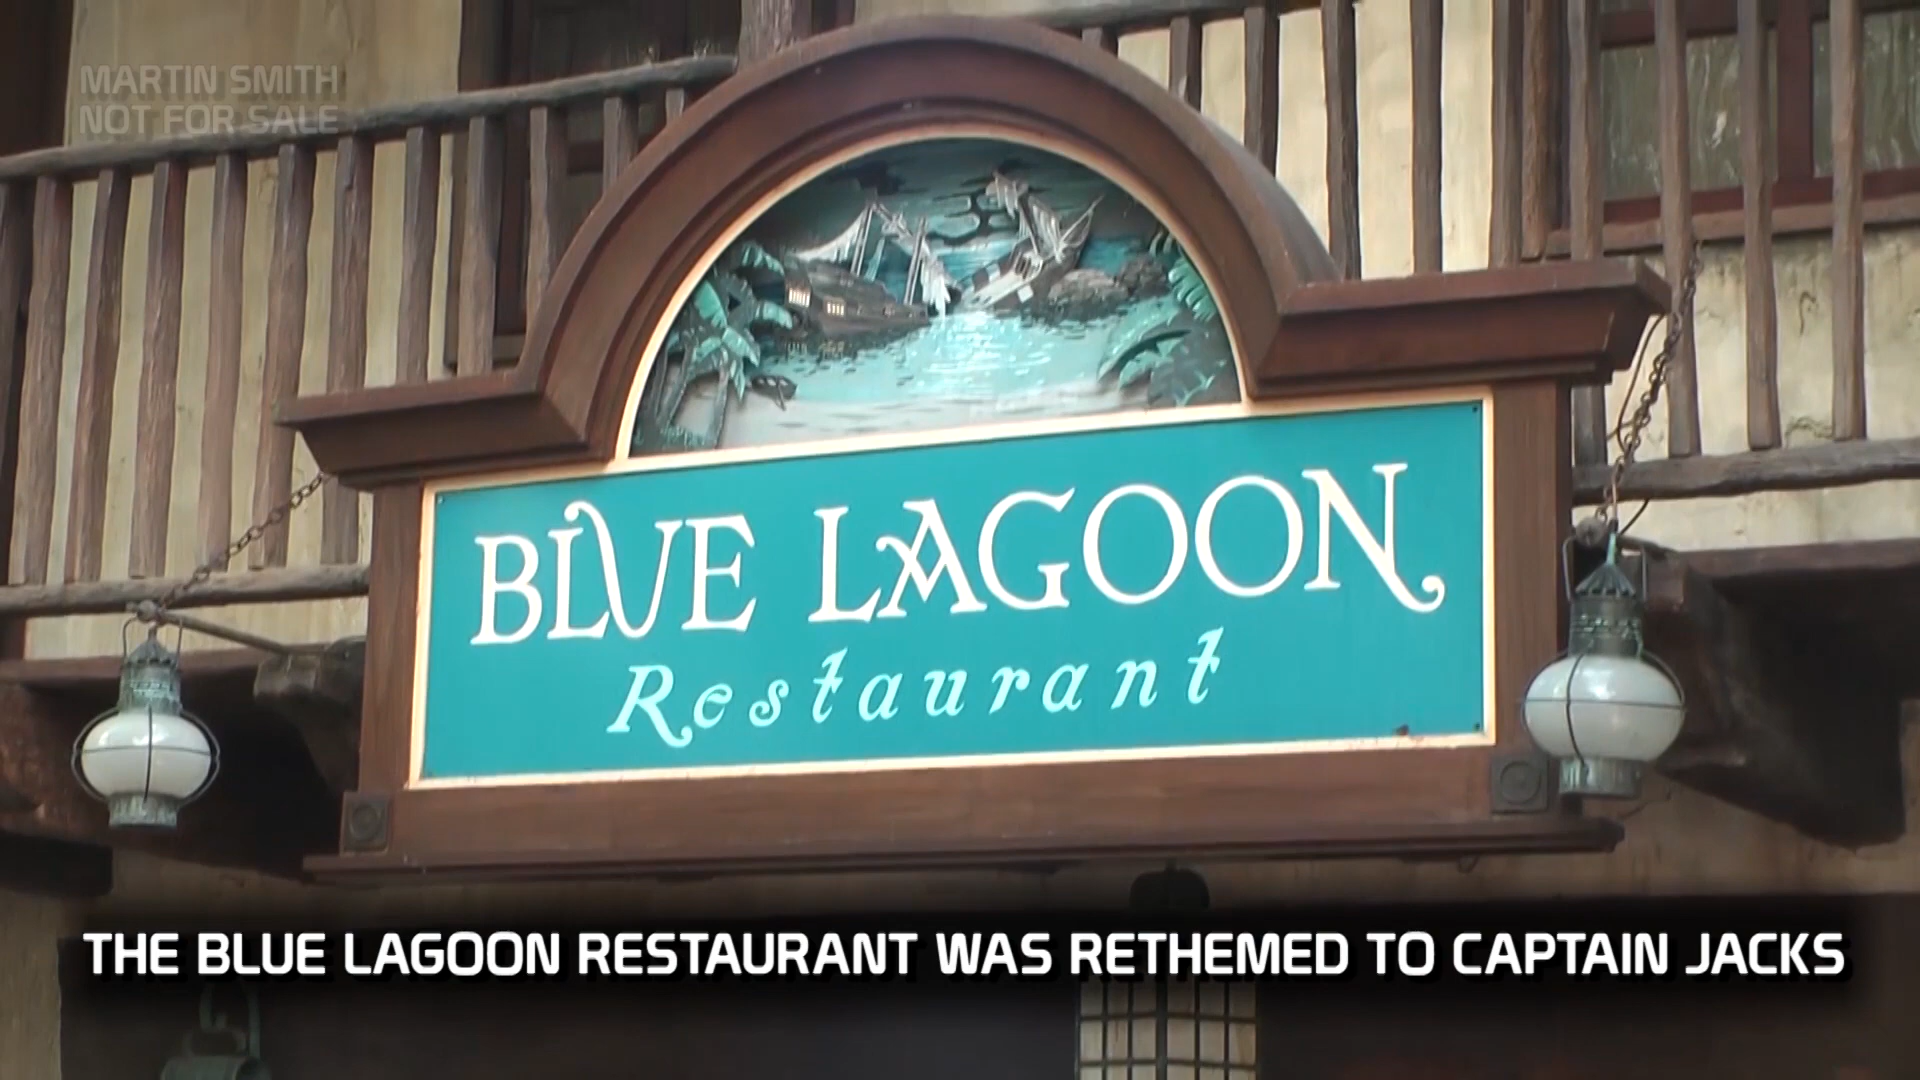 MARTIN SMITH
NOT FOR SALE
BLUE LAGOON
Restaurant
THE BLUE LAGOON RESTAURANT WAS RETHEMED TO CAPTAIN JACKS